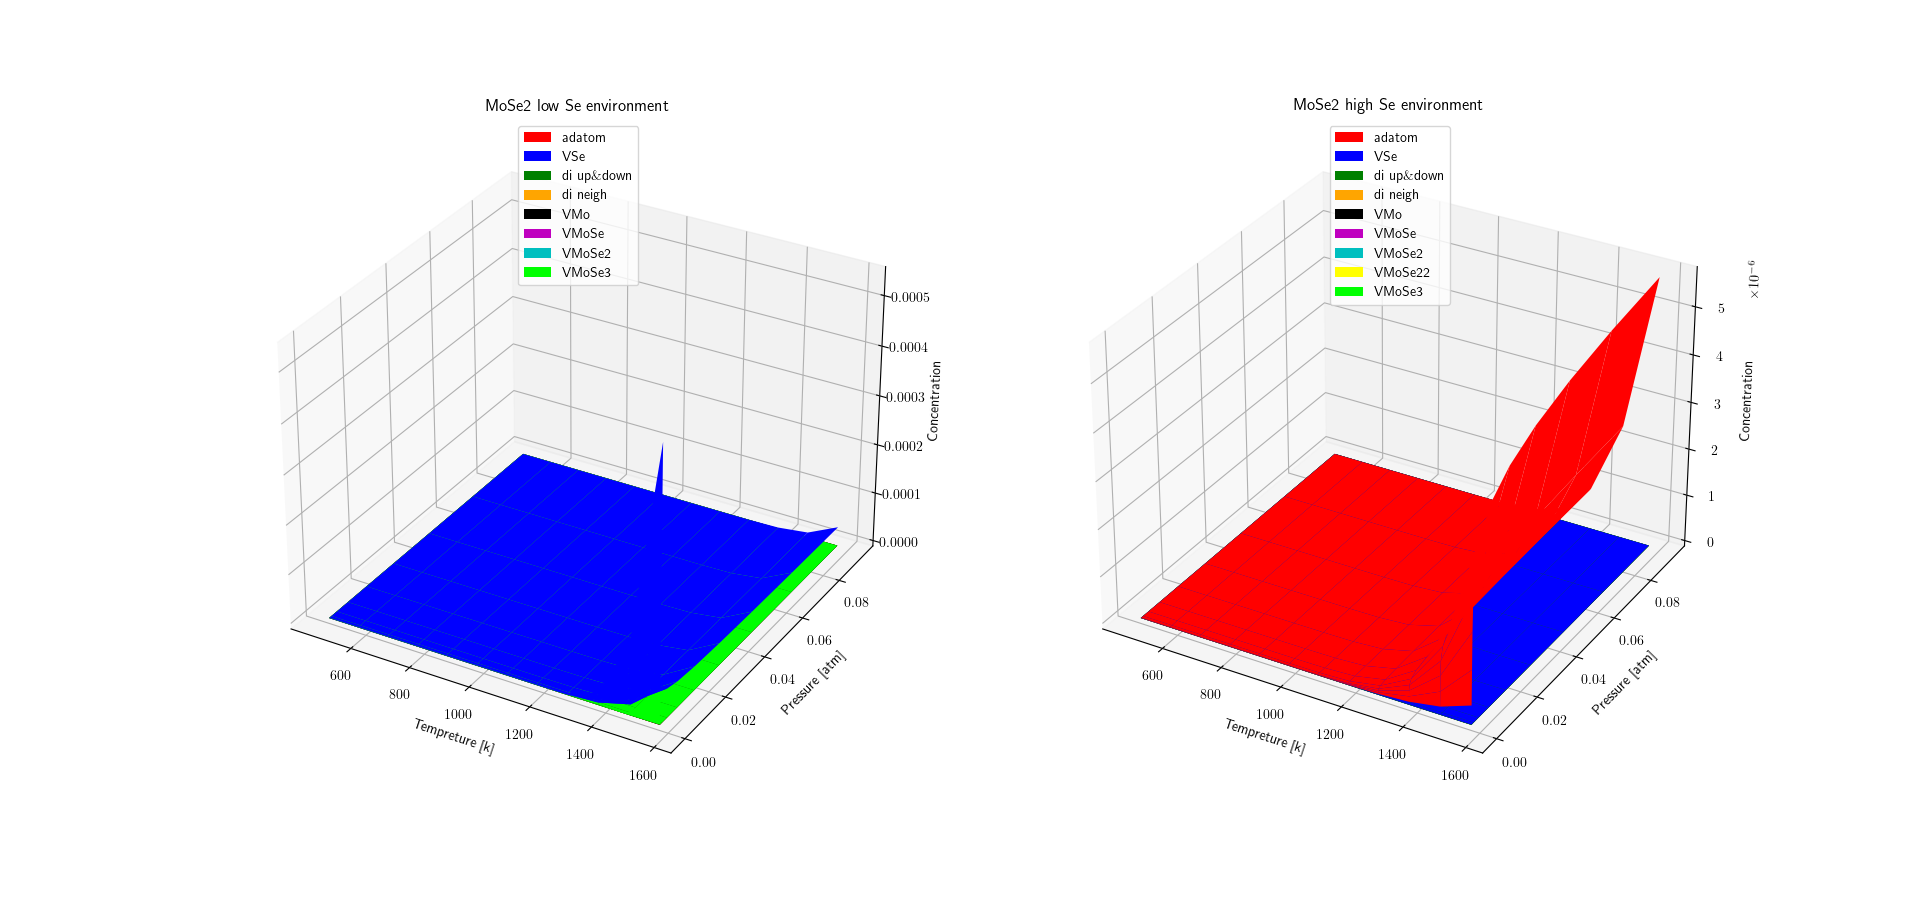 MoSe2 low Se environment
adatom
VSe
di up&down
di neigh
VMo
VMoSe
VMoSe2
VMoSe3
0.0005
0.0004
0.0003
0.0002
0.0001
0.0000
Concentration
600
800
1000
1200
1400
1600
Tempreture [k]
0.00
0.02
0.04
0.06
0.08
Pressure [atm]
MoSe2 high Se environment
adatom
VSe
di up&down
di neigh
VMo
VMoSe
VMoSe2
VMoSe22
VMoSe3
×10⁻⁶
5
4
3
2
1
0
Concentration
600
800
1000
1200
1400
1600
Tempreture [k]
0.00
0.02
0.04
0.06
0.08
Pressure [atm]